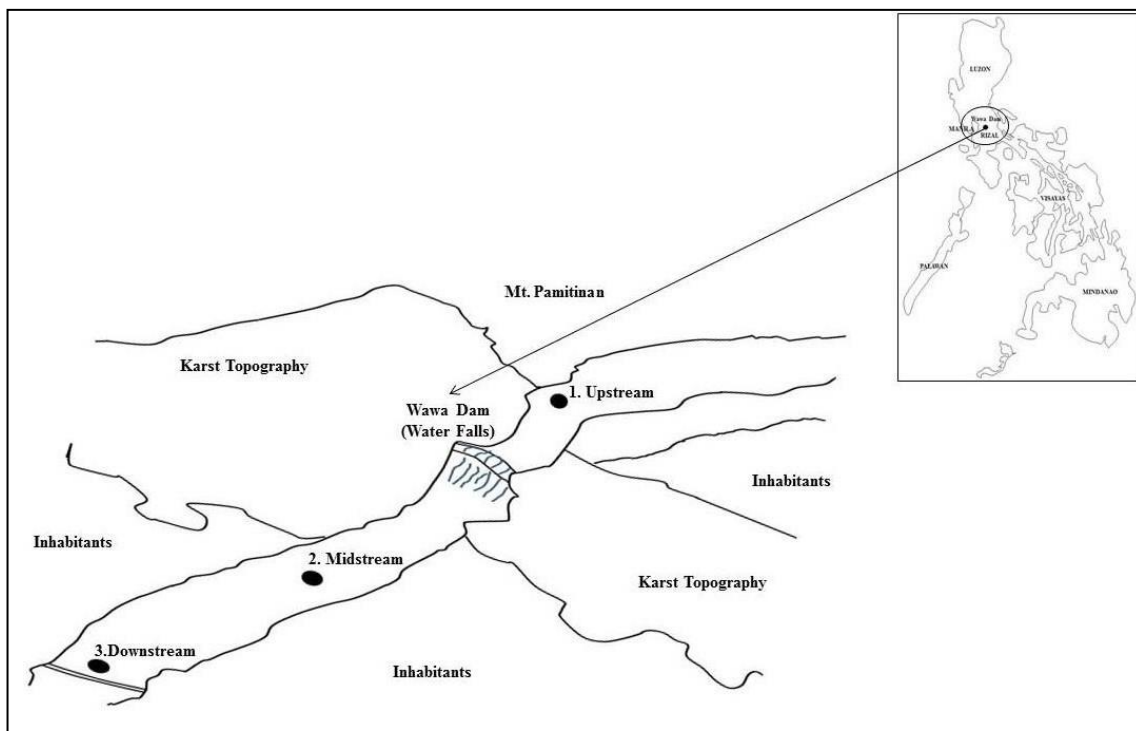 LUZON
Wawa Dam
MANILA
RIZAL
VISAYAS
PALAWAN
MINDANAO
Mt. Pamitinan
Karst Topography
1. Upstream
Wawa Dam
(Water Falls)
Inhabitants
Inhabitants
2. Midstream
Karst Topography
3.Downstream
Inhabitants